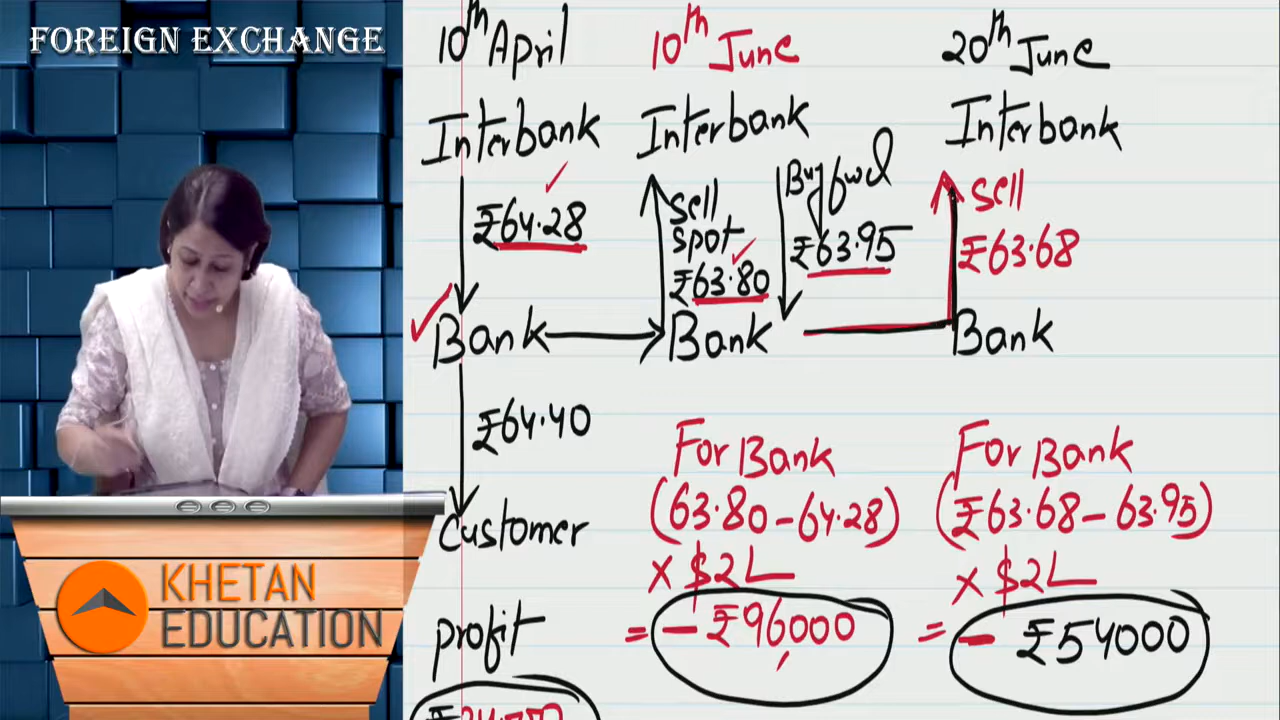 FOREIGN EXCHANGE
10th April
Interbank
₹64.28
Bank
₹64.40
Customer
profit
10th June
Interbank
sell
spot
₹63.80
Buy fwd
₹63.95
Bank
For Bank
(63.80-64.28)
× $2L
= - ₹96000
20th June
Interbank
sell
₹63.68
Bank
For Bank
(₹63.68-63.95)
× $2L
= - ₹54000
KHETAN
EDUCATION